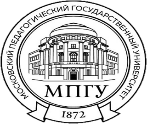 МОСКОВСКИЙ ПЕДАГОГИЧЕСКИЙ ГОСУДАРСТВЕННЫЙ УНИВЕРСИТЕТ
МПГУ
1872